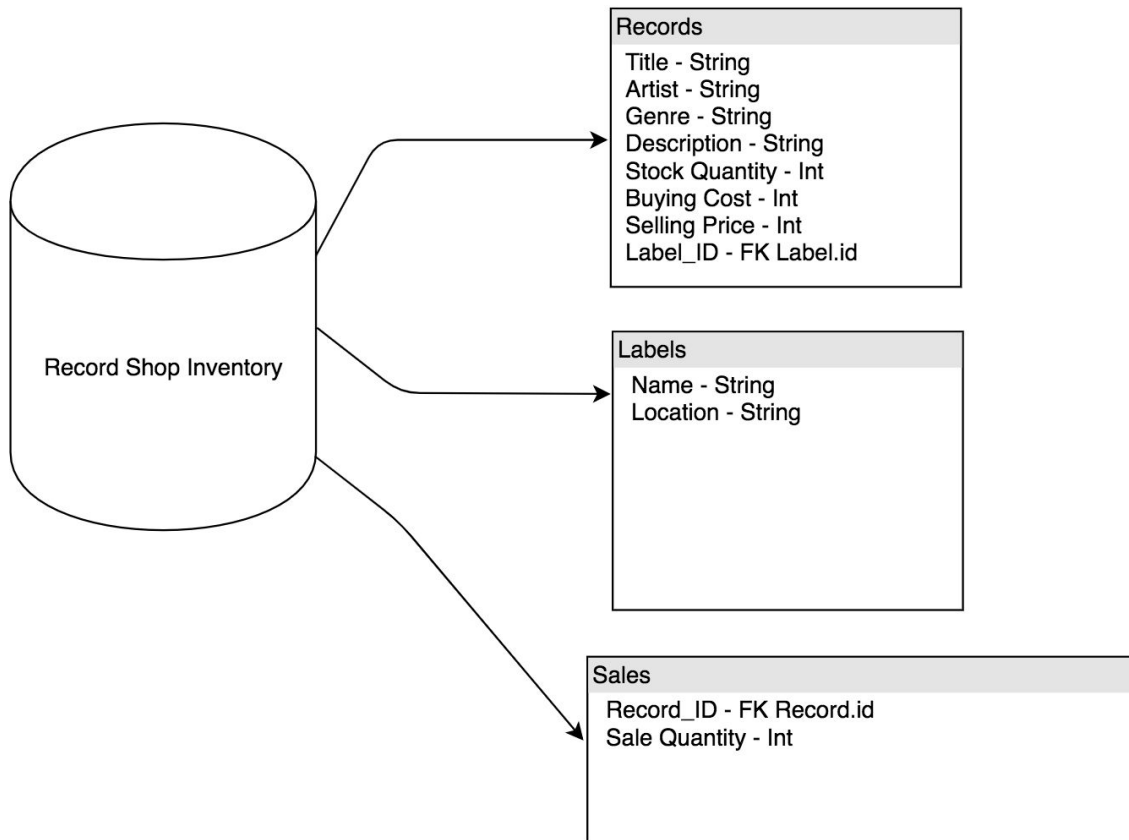 Records
Title - String
Artist - String
Genre - String
Description - String
Stock Quantity - Int
Buying Cost - Int
Selling Price - Int
Label_ID - FK Label.id
Record Shop Inventory
Labels
Name - String
Location - String
Sales
Record_ID - FK Record.id
Sale Quantity - Int